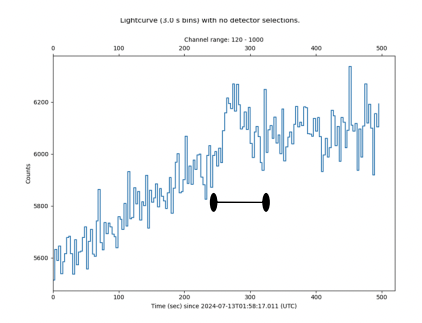 Lightcurve (3.0 s bins) with no detector selections.
Channel range: 120 - 1000
0 100 200 300 400 500
6200
6000
5800
5600
Counts
0 100 200 300 400 500
Time (sec) since 2024-07-13T01:58:17.011 (UTC)